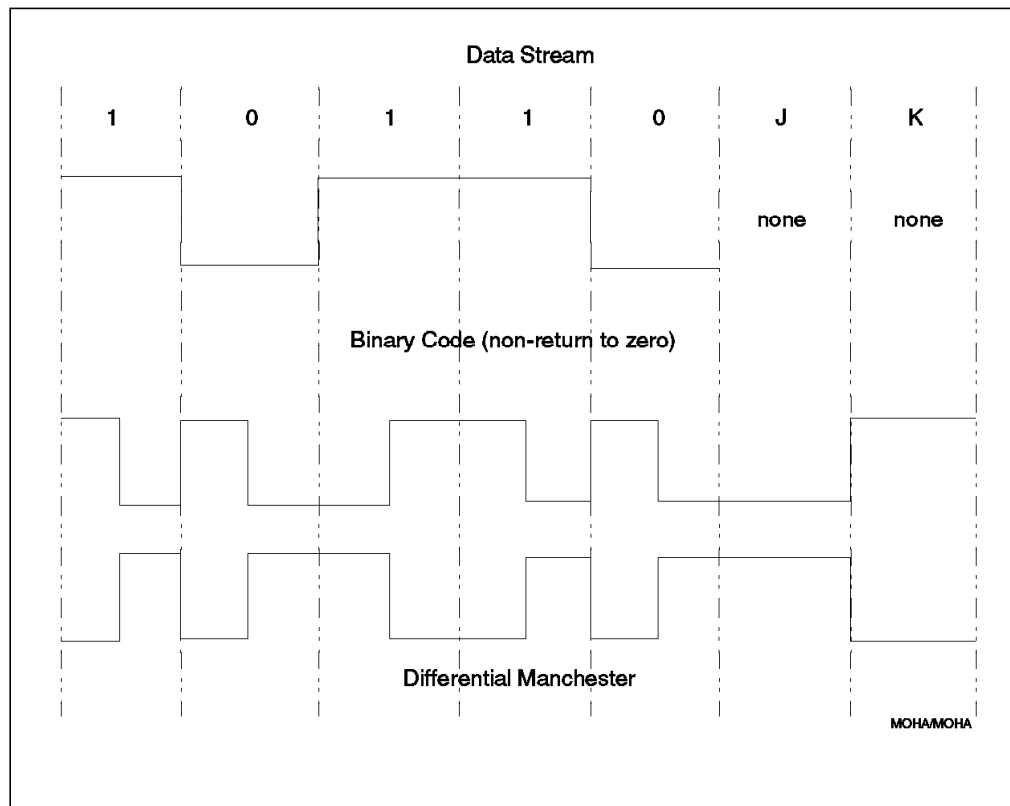 Data Stream
1 0 1 1 0 J K
none none
Binary Code (non-return to zero)
Differential Manchester
MOHA/MOHA